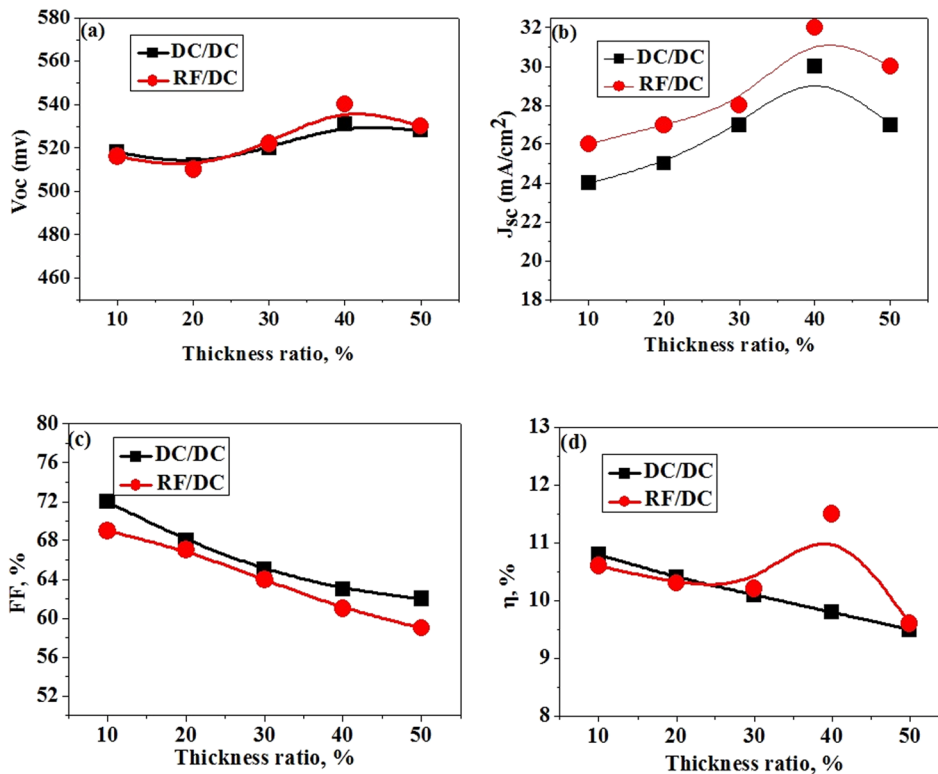 (a)
DC/DC
RF/DC
Voc (mv)
580
560
540
520
500
480
460
10 20 30 40 50
Thickness ratio, %
(b)
DC/DC
RF/DC
Jsc (mA/cm2)
32
30
28
26
24
22
20
18
10 20 30 40 50
Thickness ratio, %
(c)
DC/DC
RF/DC
FF, %
80
76
72
68
64
60
56
52
10 20 30 40 50
Thickness ratio, %
(d)
DC/DC
RF/DC
η, %
13
12
11
10
9
8
10 20 30 40 50
Thickness ratio, %